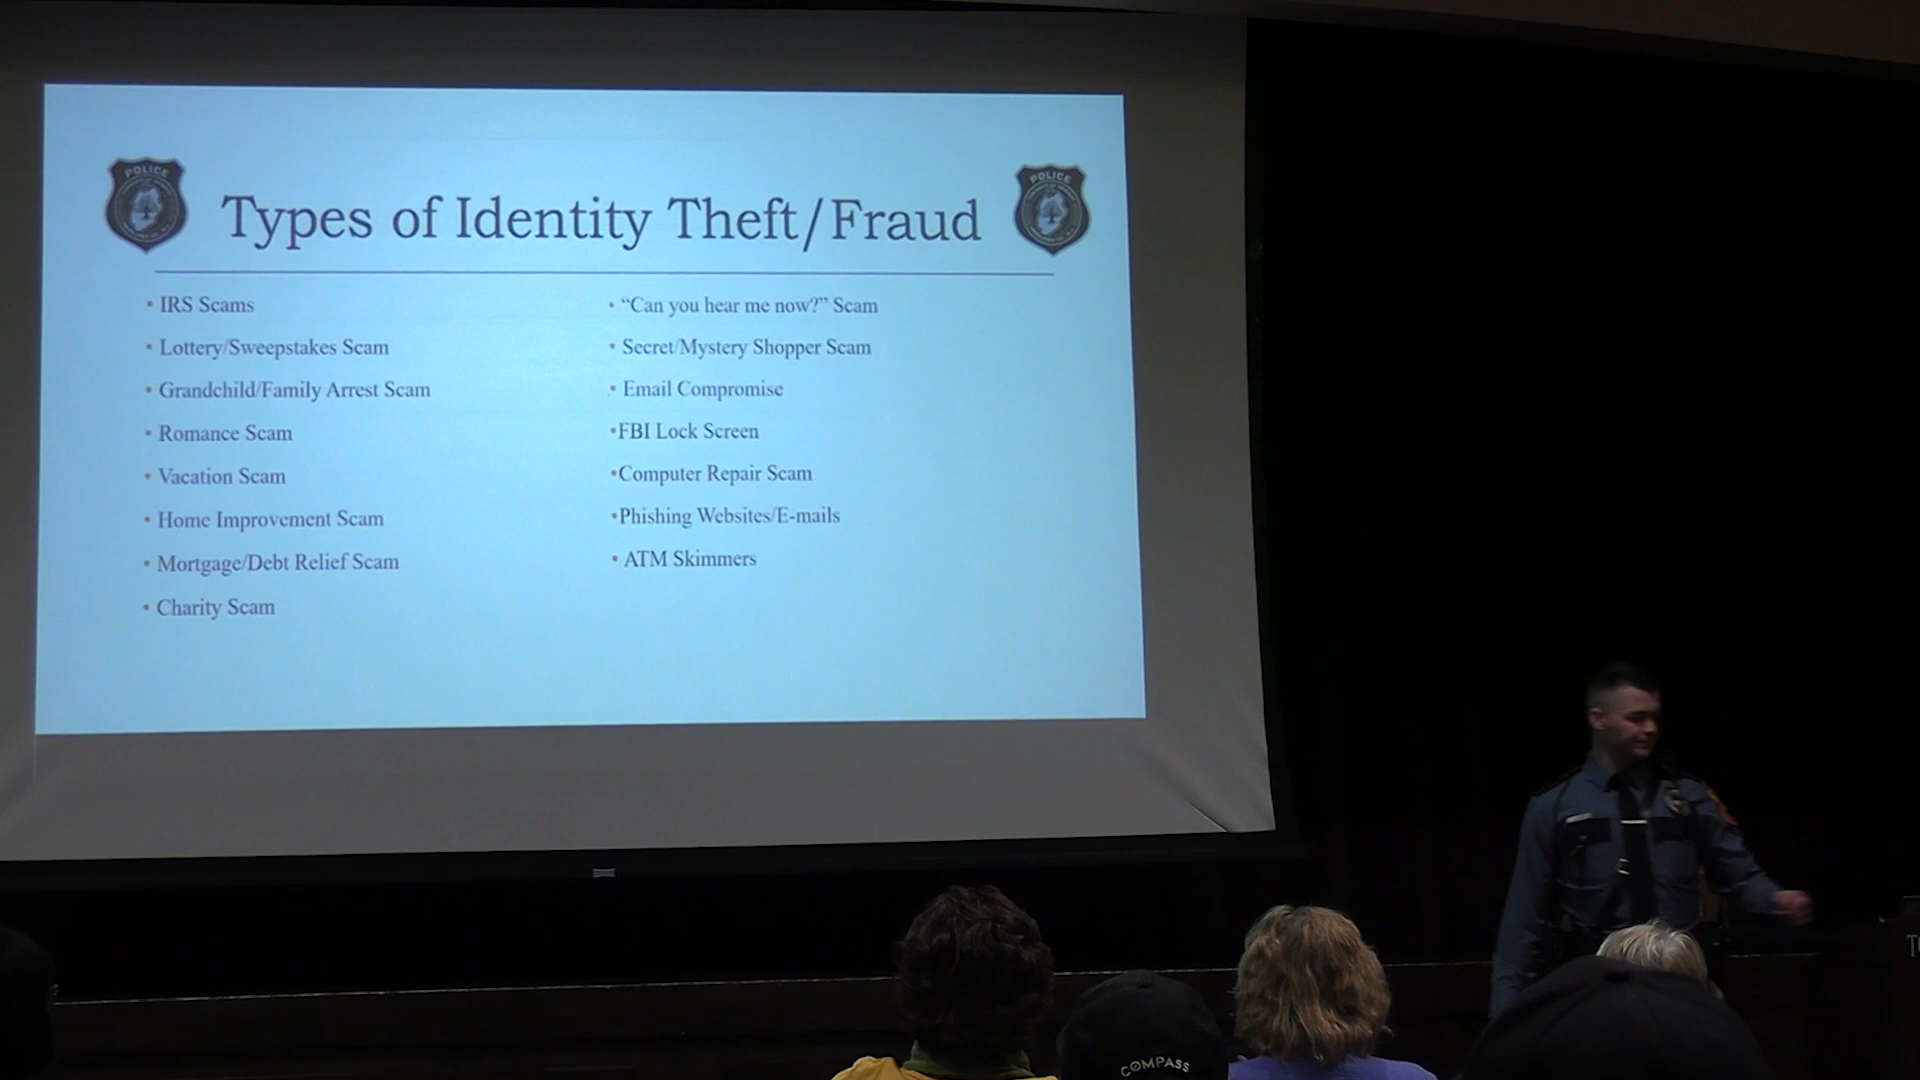 POLICE
POLICE
Types of Identity Theft/Fraud
• IRS Scams
• Lottery/Sweepstakes Scam
• Grandchild/Family Arrest Scam
• Romance Scam
• Vacation Scam
• Home Improvement Scam
• Mortgage/Debt Relief Scam
• Charity Scam
• “Can you hear me now?” Scam
• Secret/Mystery Shopper Scam
• Email Compromise
•FBI Lock Screen
•Computer Repair Scam
•Phishing Websites/E-mails
• ATM Skimmers
COMPASS